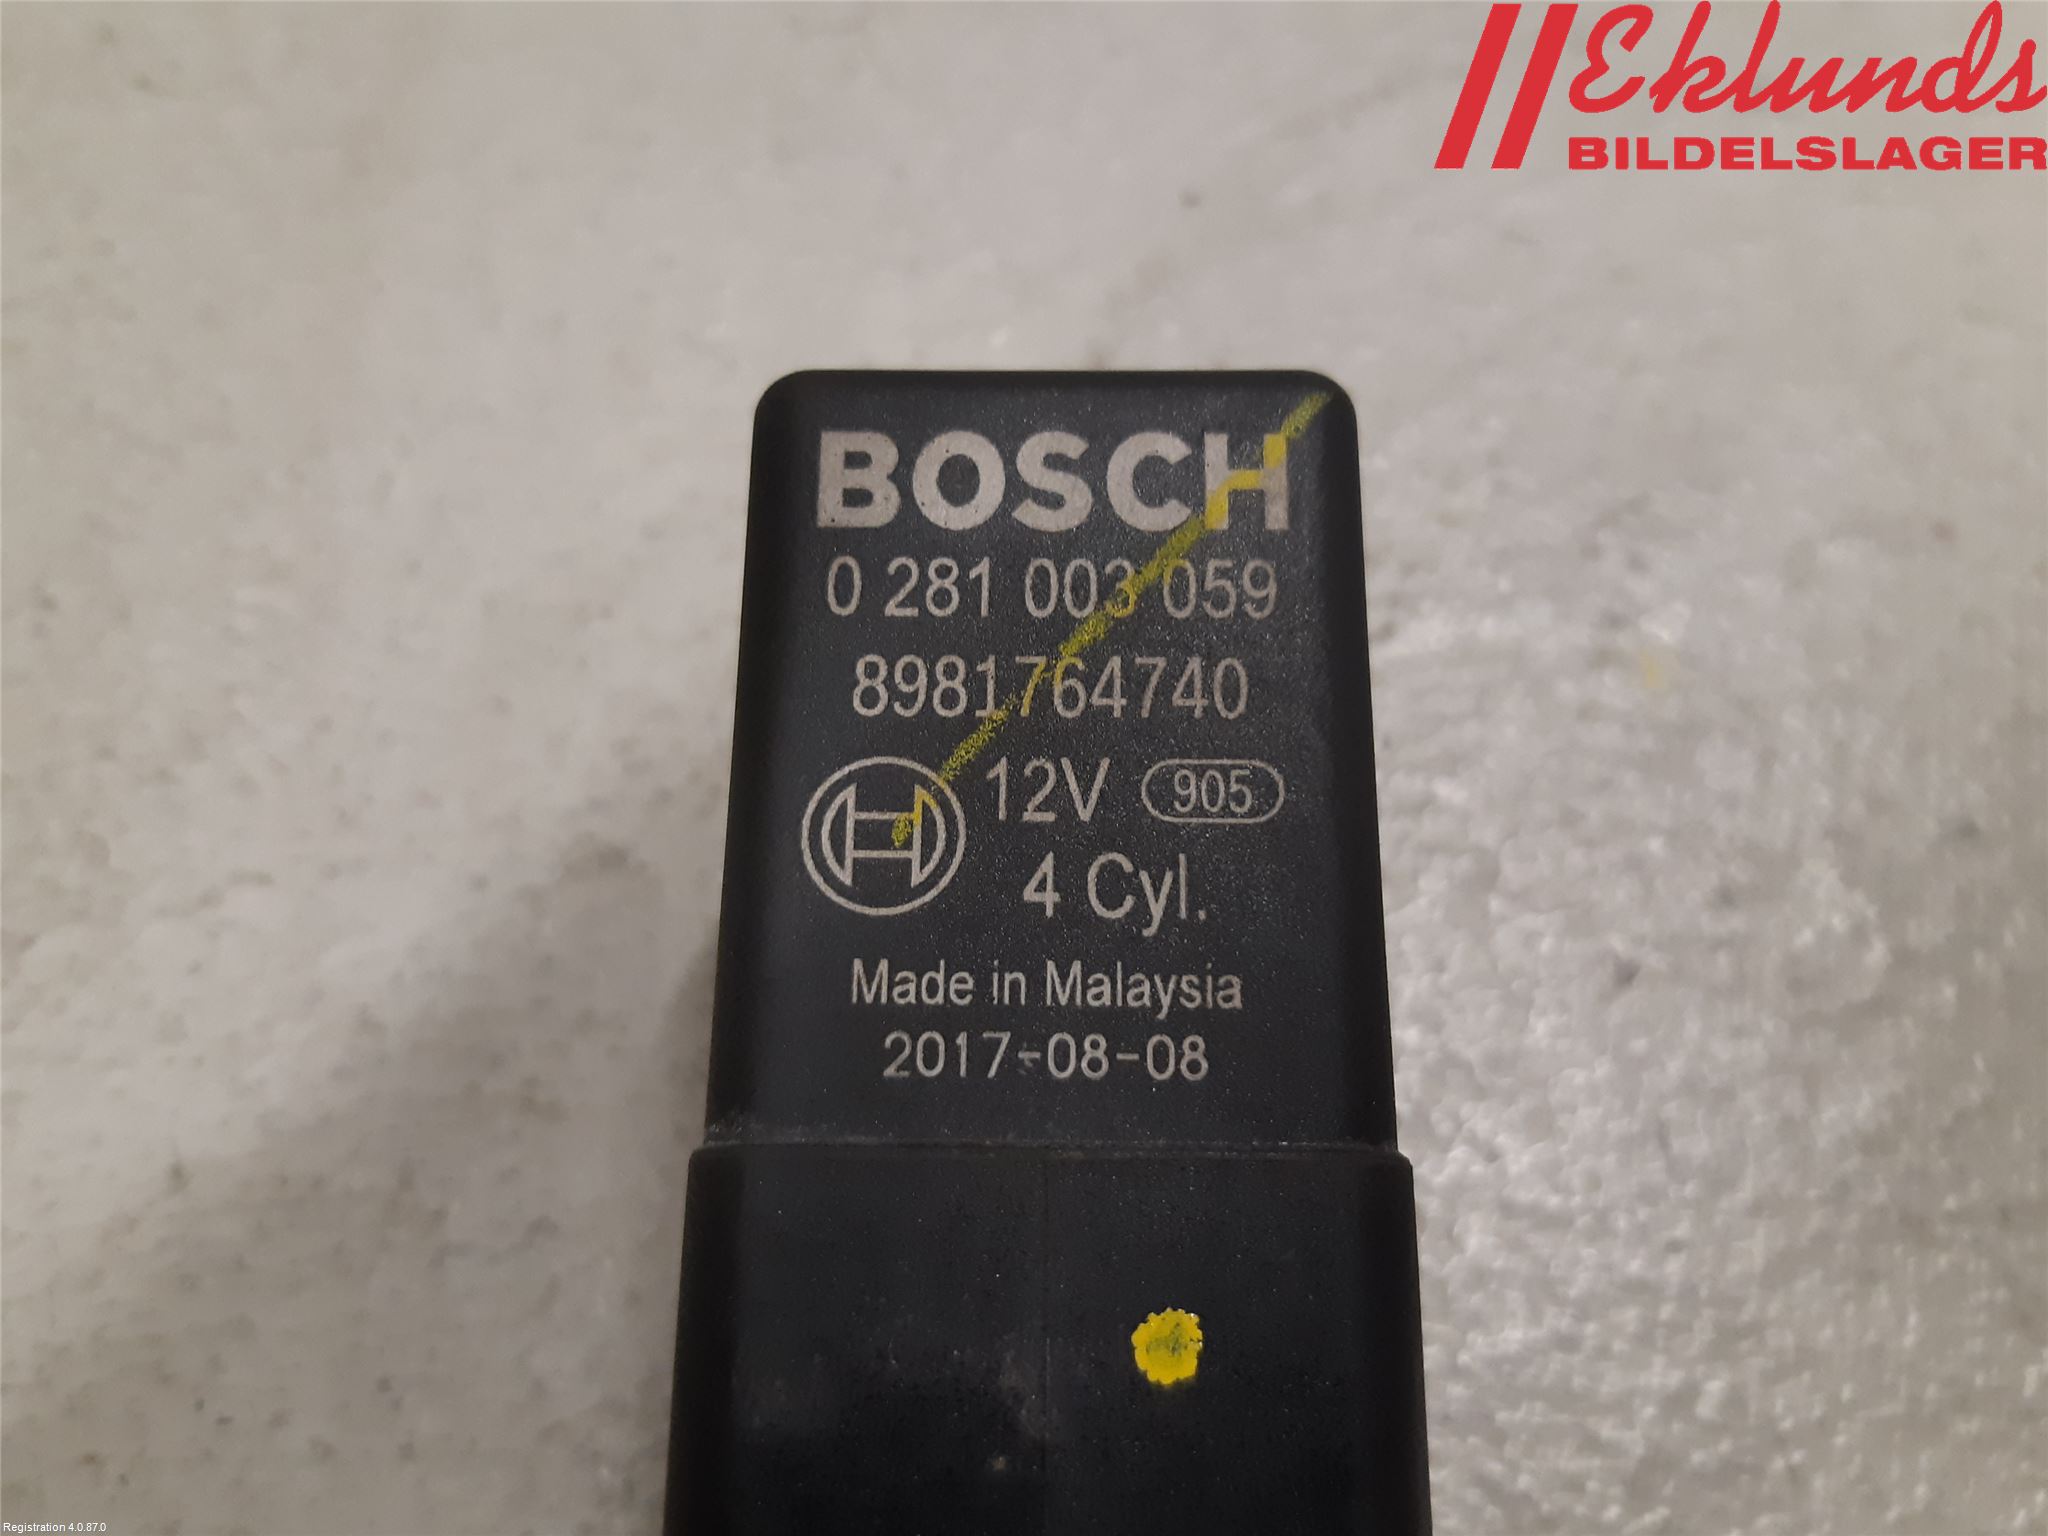 Eklunds
BILDELSLAGER
BOSCH
0 281 003 059
8981764740
12V 905
4 Cyl.
Made in Malaysia
2017-08-08
Registration 4.0.87.0